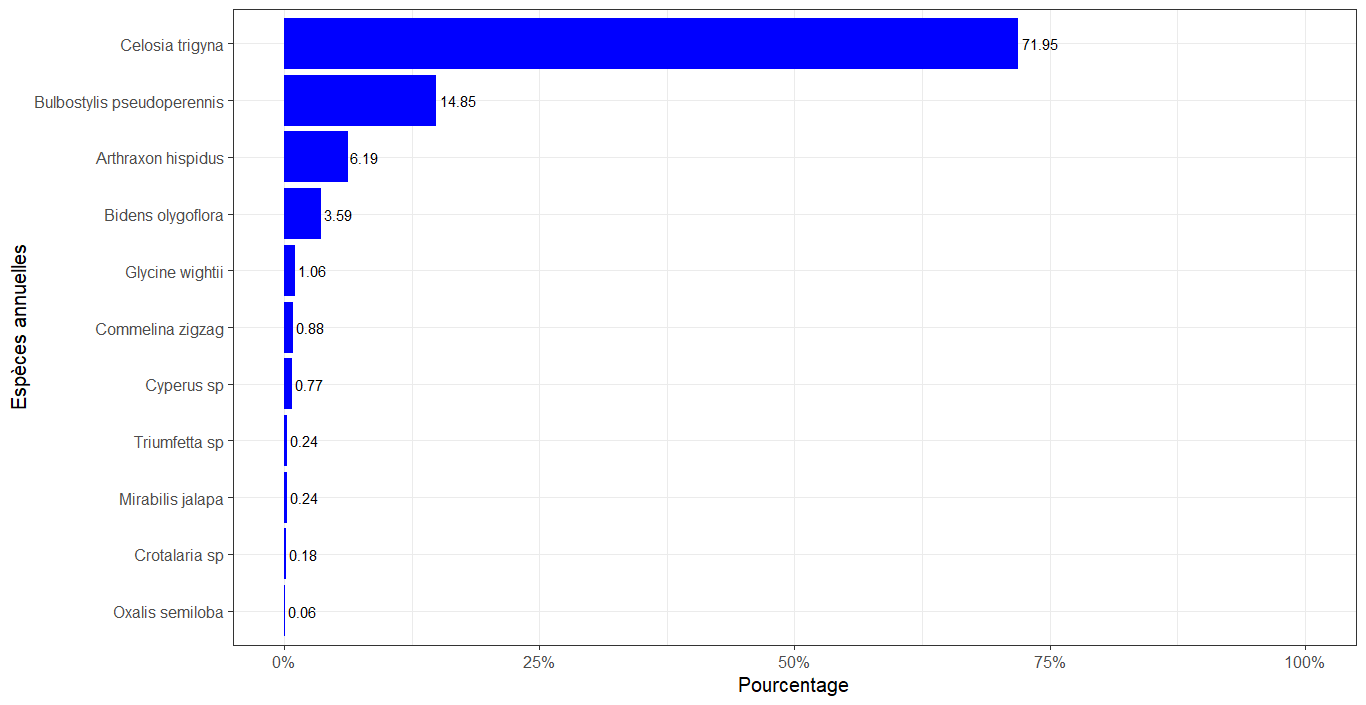 Celosia trigyna 71.95
Bulbostylis pseudoperennis 14.85
Arthraxon hispidus 6.19
Bidens olygoflora 3.59
Glycine wightii 1.06
Commelina zigzag 0.88
Cyperus sp 0.77
Triumfetta sp 0.24
Mirabilis jalapa 0.24
Crotalaria sp 0.18
Oxalis semiloba 0.06
Espèces annuelles
0% 25% 50% 75% 100%
Pourcentage